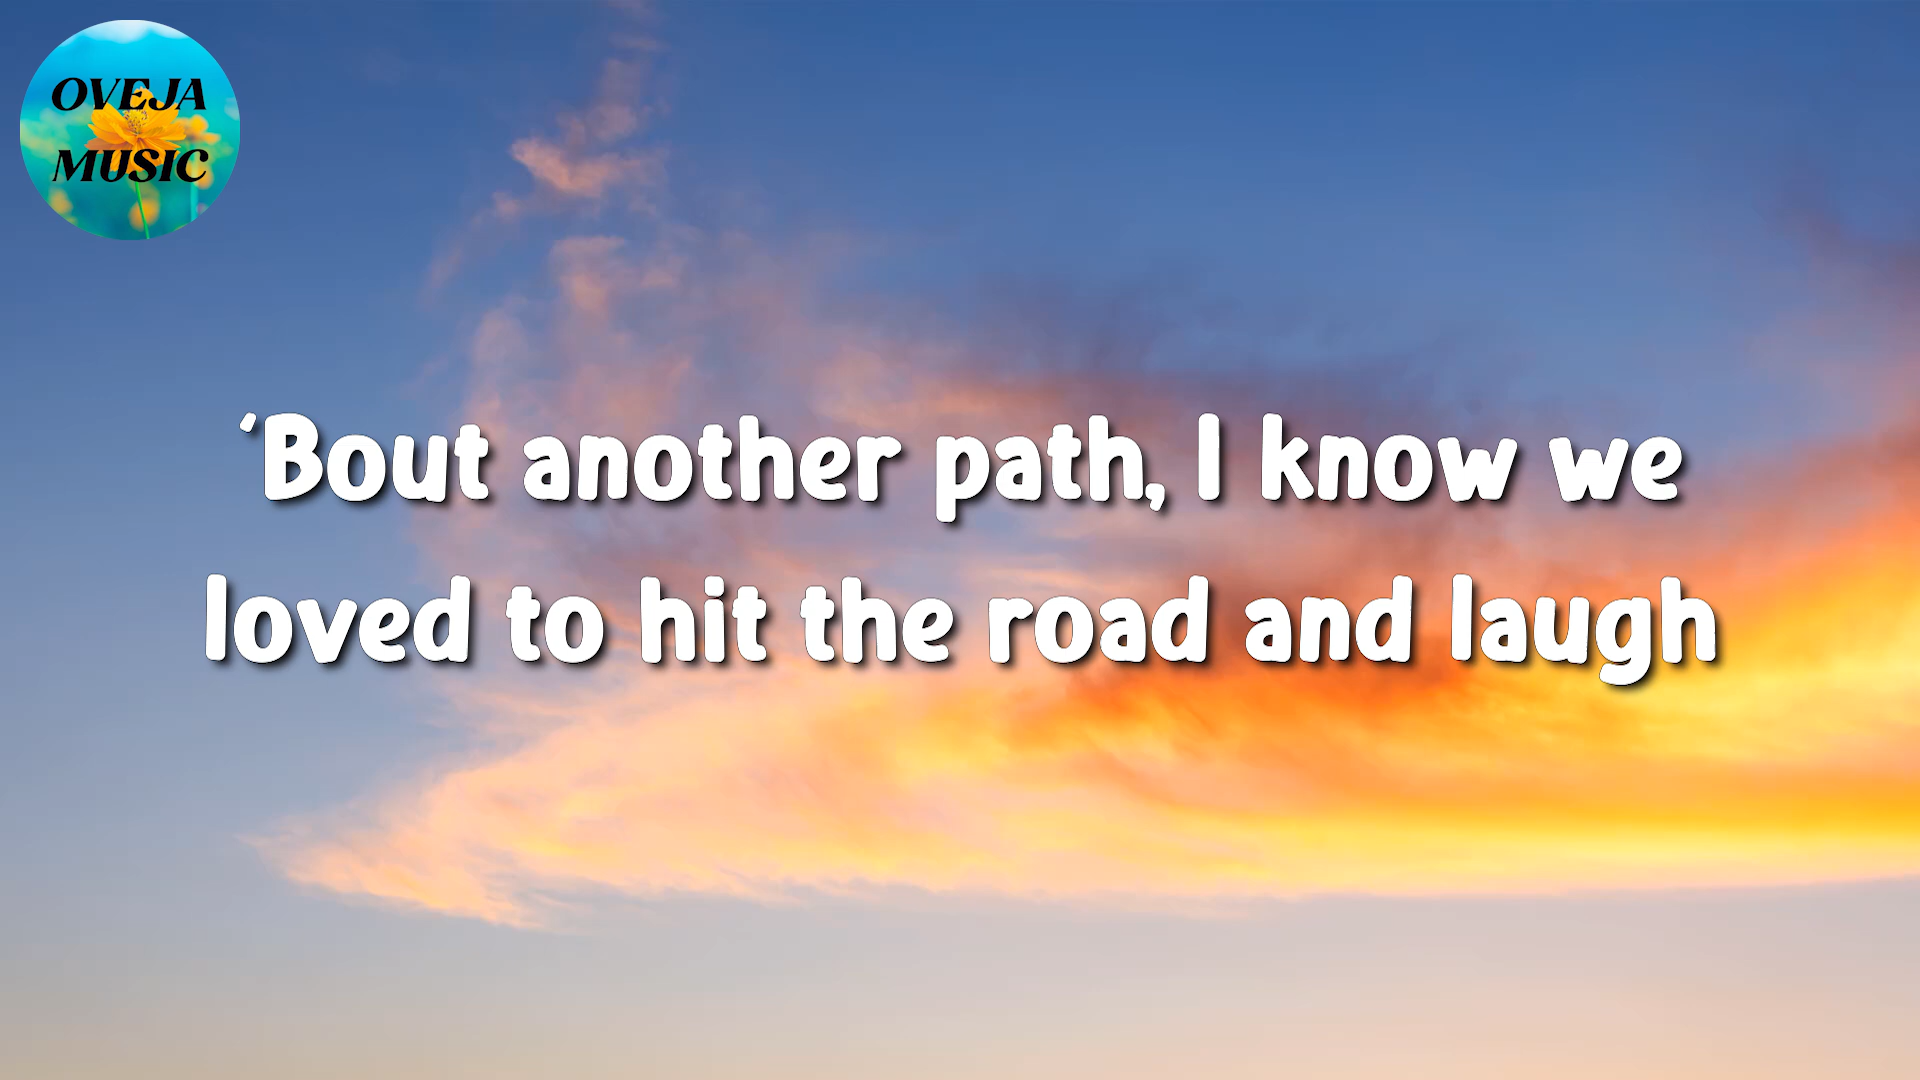 OVEJA
MUSIC
'Bout another path, I know we
loved to hit the road and laugh